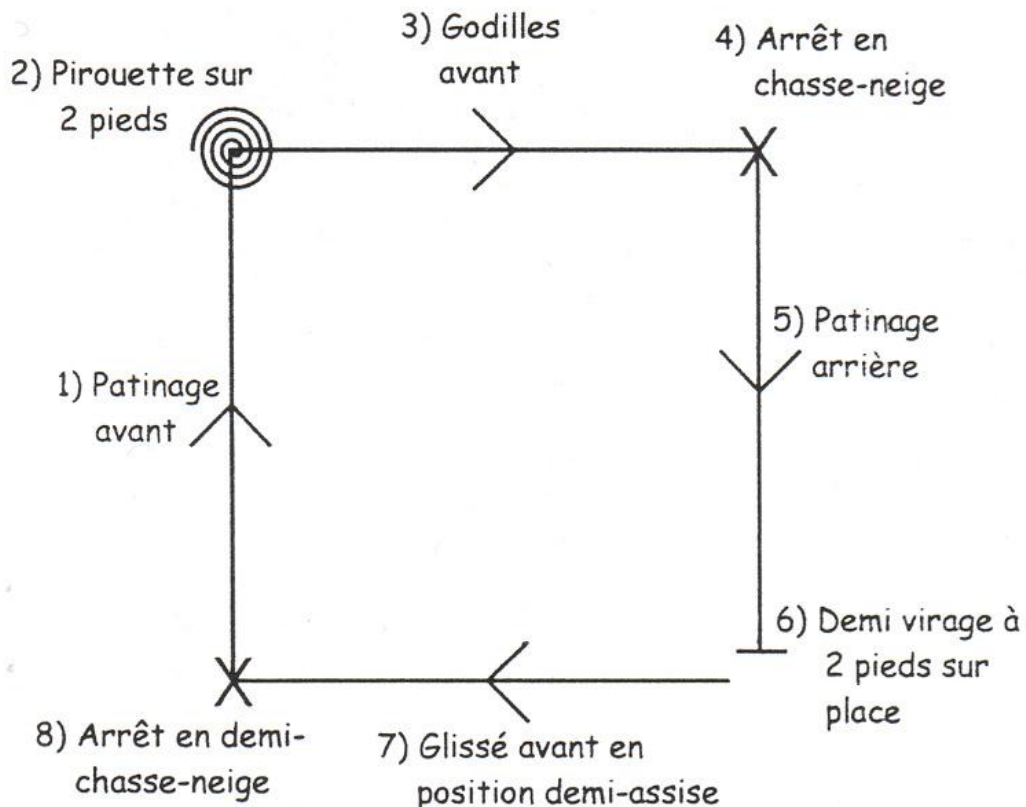 1) Patinage
avant
2) Pirouette sur
2 pieds
3) Godilles
avant
4) Arrêt en
chasse-neige
5) Patinage
arrière
6) Demi virage à
2 pieds sur
place
7) Glissé avant en
position demi-assise
8) Arrêt en demi-
chasse-neige